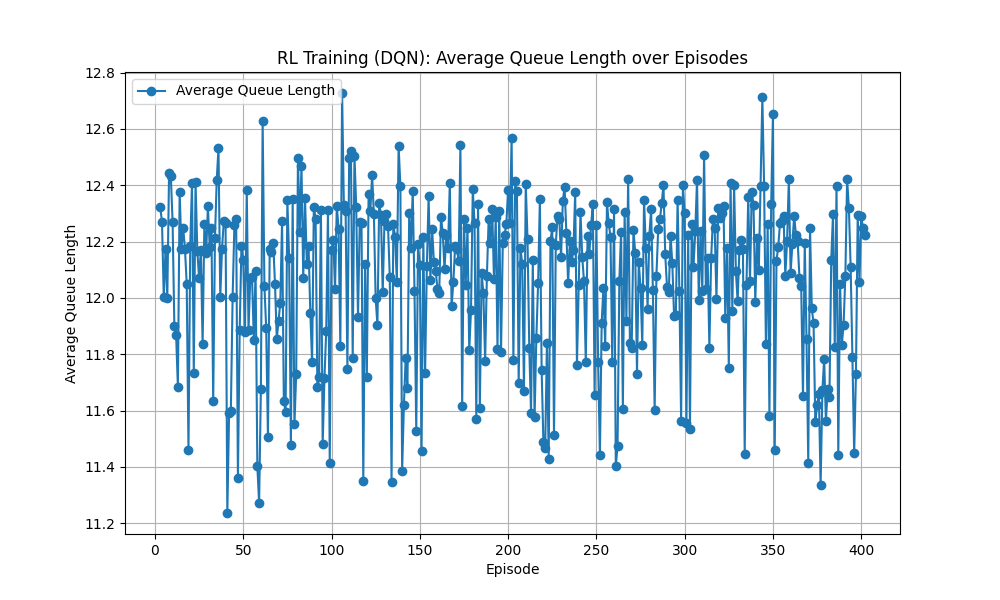 RL Training (DQN): Average Queue Length over Episodes
Average Queue Length
Average Queue Length
12.8
12.6
12.4
12.2
12.0
11.8
11.6
11.4
11.2
0 50 100 150 200 250 300 350 400
Episode